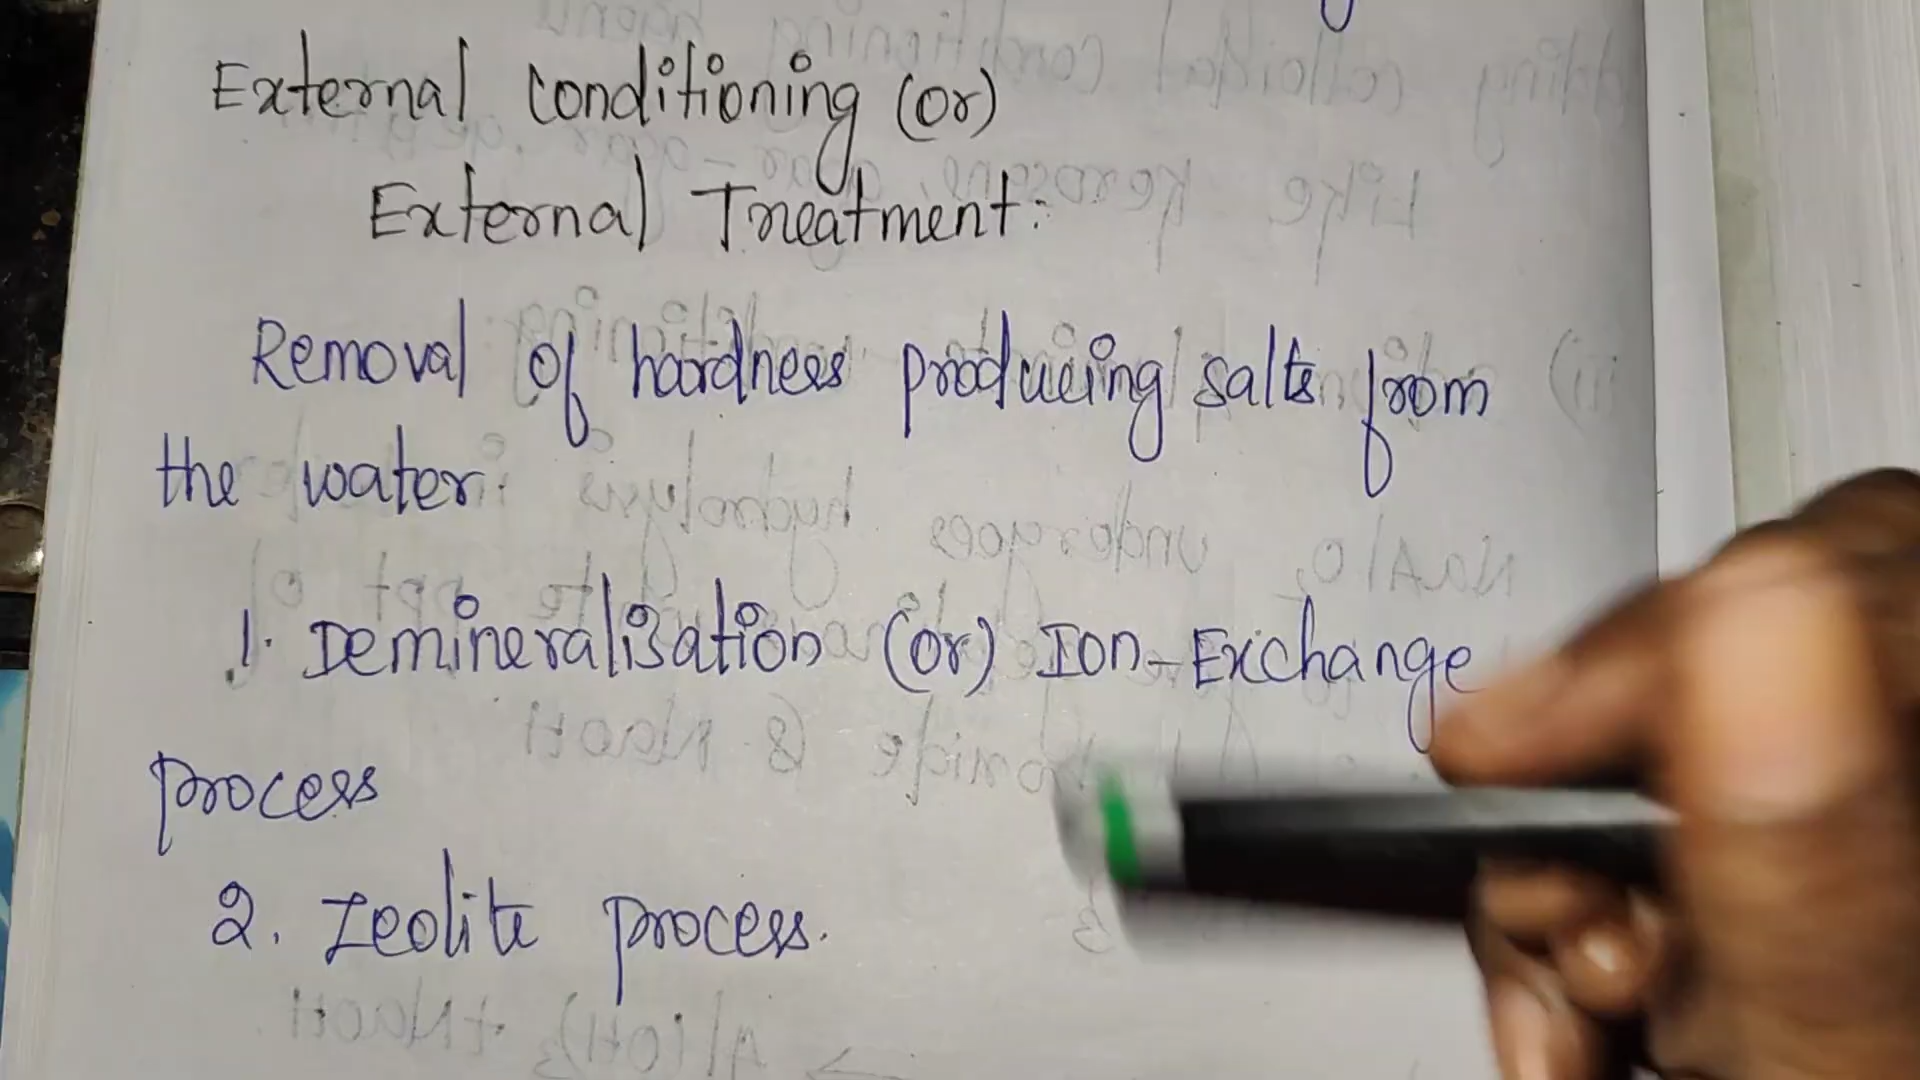 External conditioning (or)
External Treatment:
Removal of hardness producing salts from
the water.
1. Demineralisation (or) Ion-Exchange
process
2. Zeolite process.